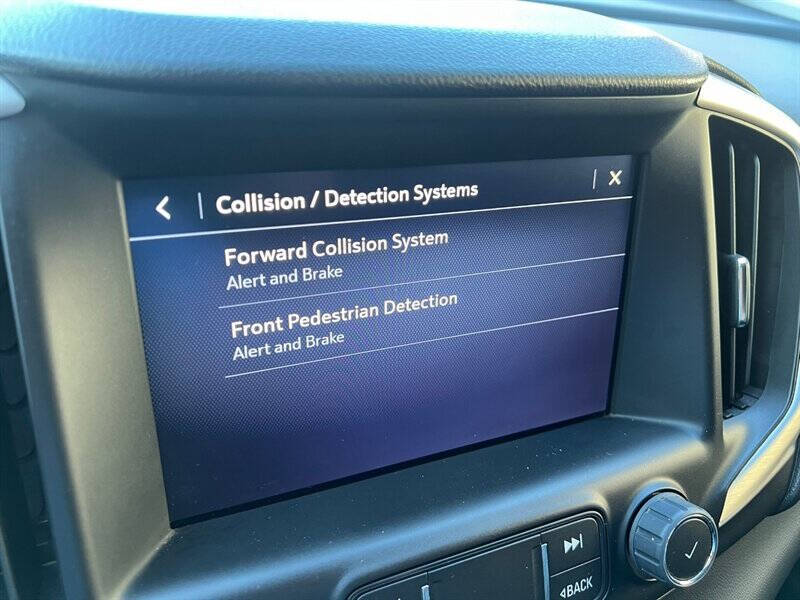 Collision / Detection Systems
Forward Collision System
Alert and Brake
Front Pedestrian Detection
Alert and Brake
BACK